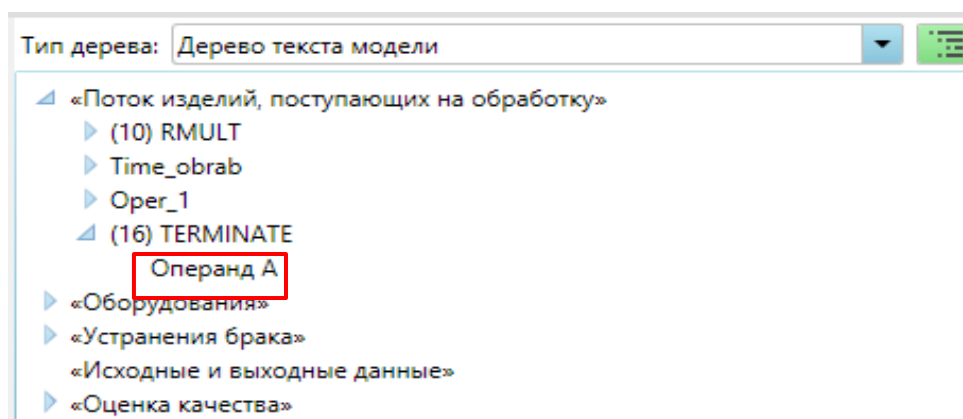 Тип дерева: Дерево текста модели
«Поток изделий, поступающих на обработку»
(10) RMULT
Time_obrab
Oper_1
(16) TERMINATE
Операнд А
«Оборудования»
«Устранения брака»
«Исходные и выходные данные»
«Оценка качества»